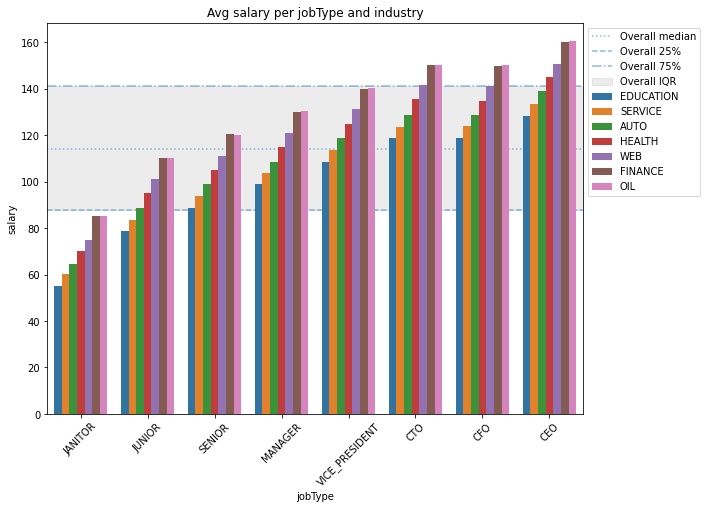 Avg salary per jobType and industry
160
140
120
100
80
60
40
20
0
salary
JANITOR
JUNIOR
SENIOR
MANAGER
VICE_PRESIDENT
CTO
CFO
CEO
jobType
Overall median
Overall 25%
Overall 75%
Overall IQR
EDUCATION
SERVICE
AUTO
HEALTH
WEB
FINANCE
OIL